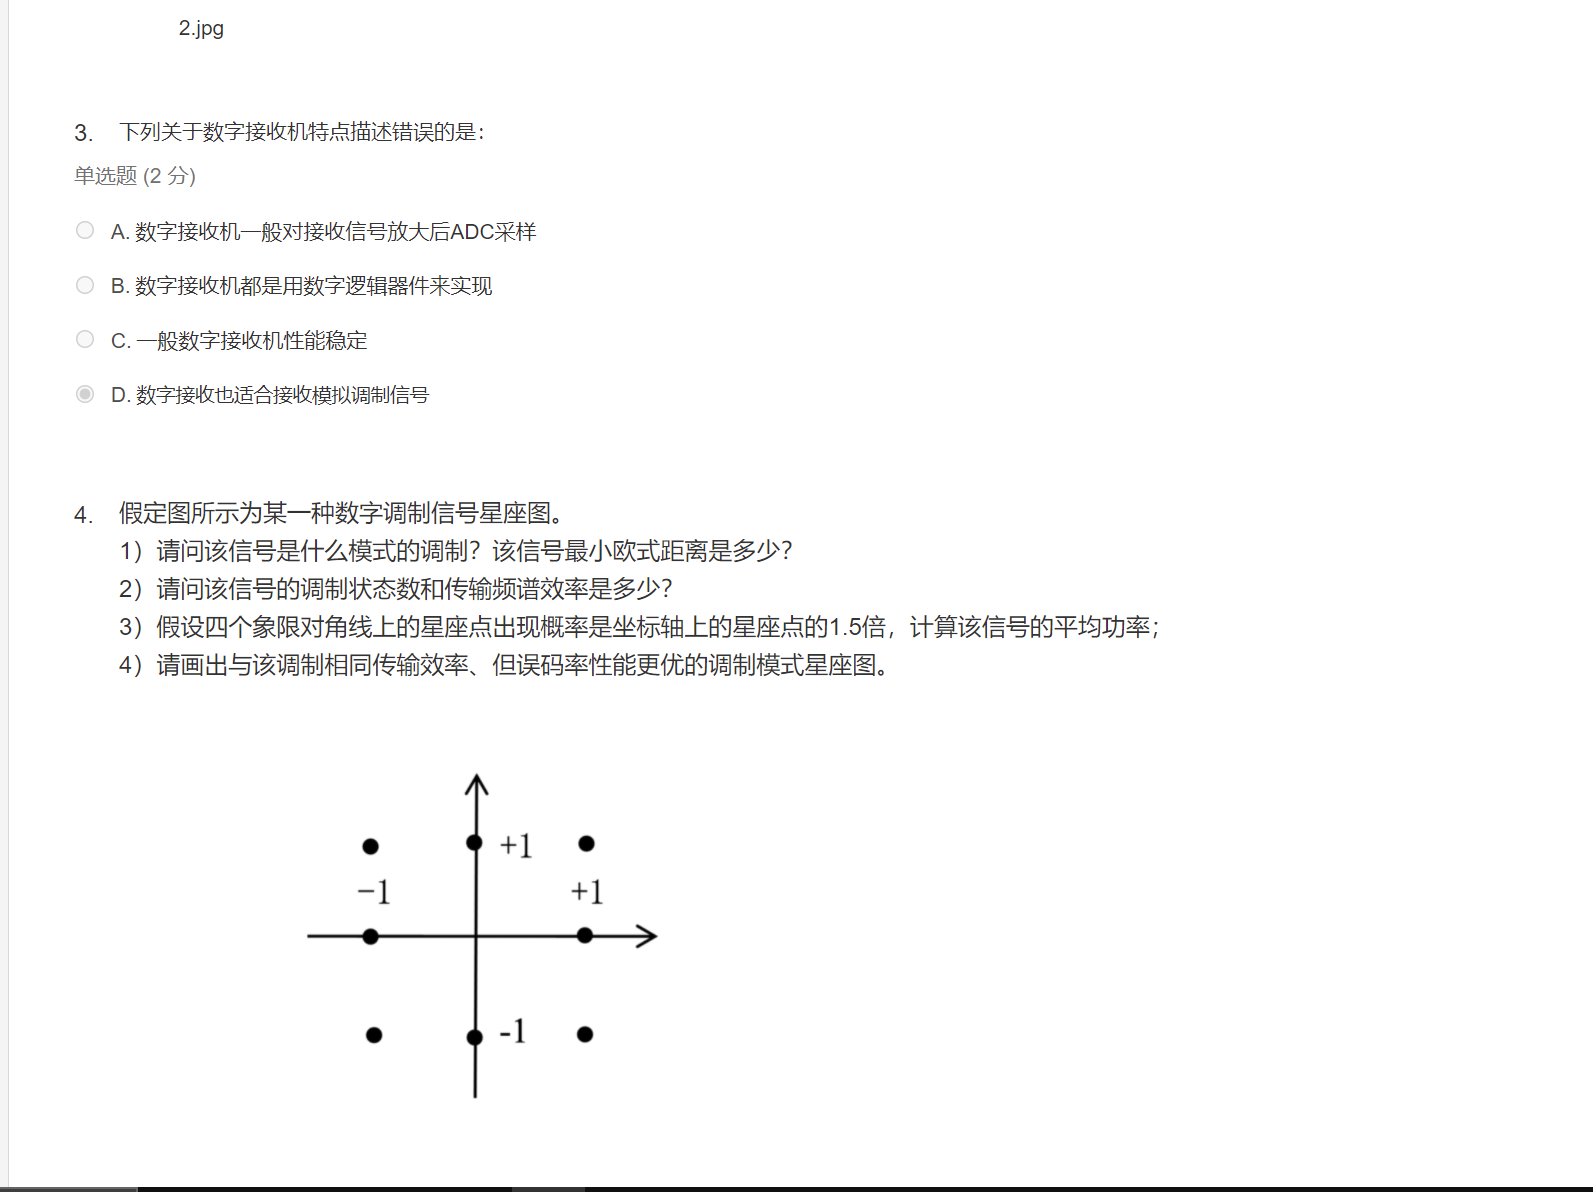 2.jpg
3. 下列关于数字接收机特点描述错误的是：
单选题 (2 分)
A. 数字接收机一般对接收信号放大后ADC采样
B. 数字接收机都是用数字逻辑器件来实现
C. 一般数字接收机性能稳定
D. 数字接收也适合接收模拟调制信号
4. 假定图所示为某一种数字调制信号星座图。
1）请问该信号是什么模式的调制？该信号最小欧式距离是多少？
2）请问该信号的调制状态数和传输频谱效率是多少？
3）假设四个象限对角线上的星座点出现概率是坐标轴上的星座点的1.5倍，计算该信号的平均功率；
4）请画出与该调制相同传输效率、但误码率性能更优的调制模式星座图。
+1
−1 +1
-1